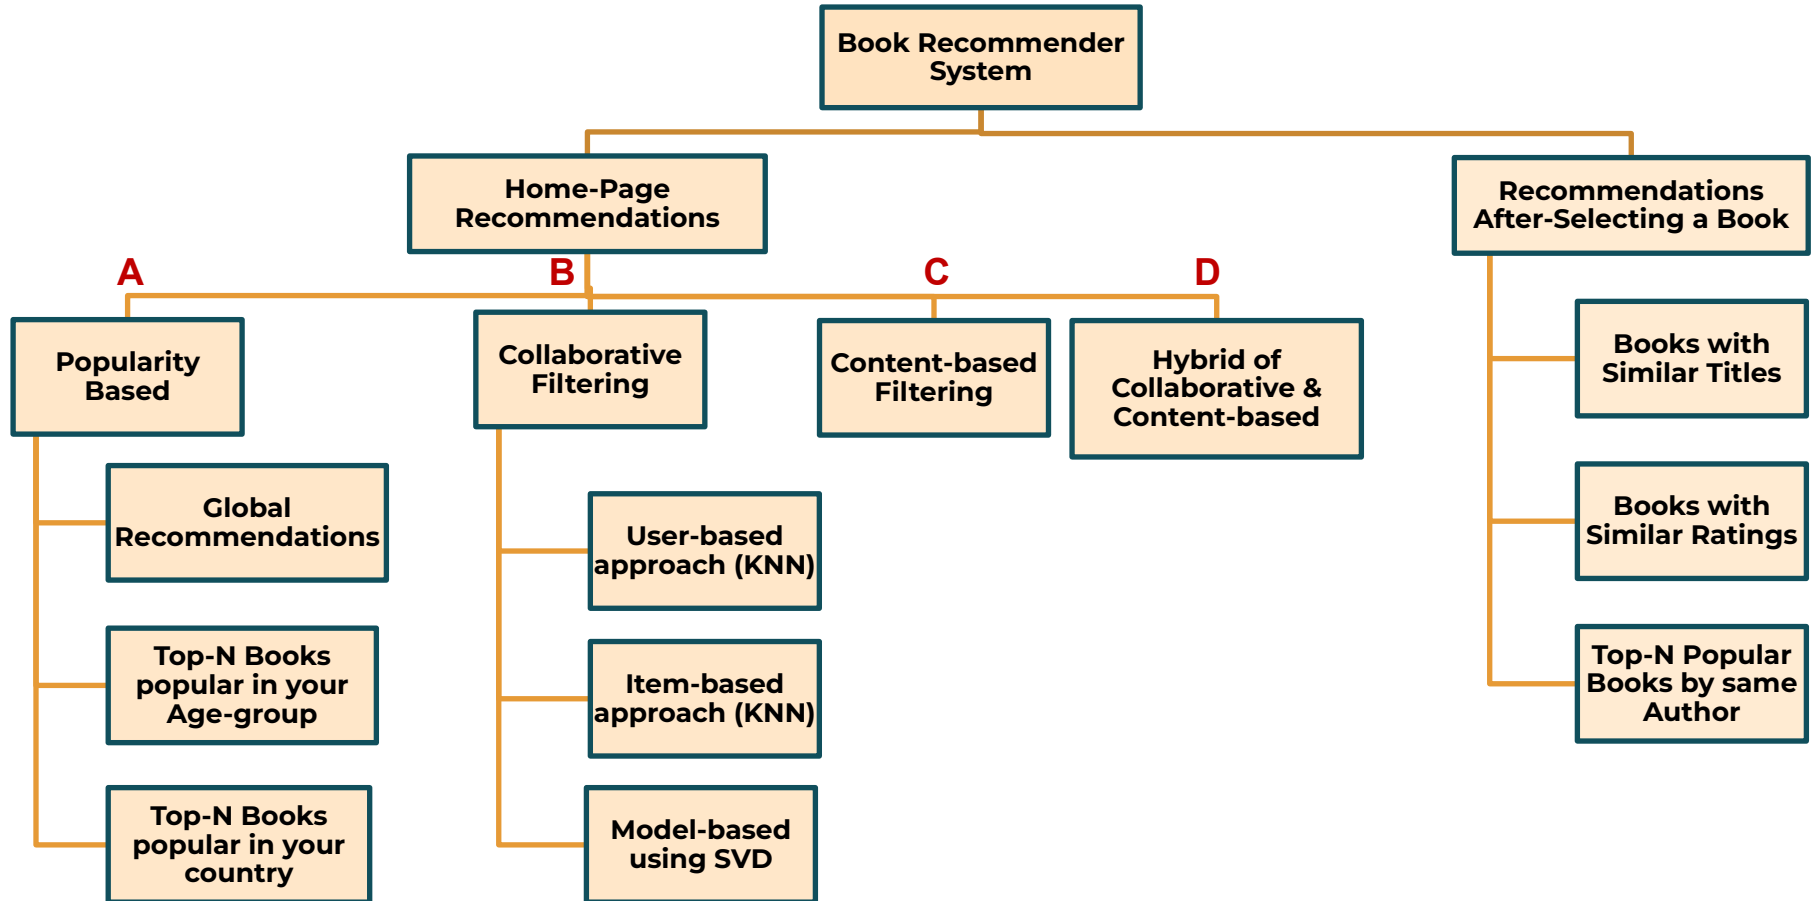 Book Recommender
System
Home-Page
Recommendations
Recommendations
After-Selecting a Book
A
B
C
D
Popularity
Based
Collaborative
Filtering
Content-based
Filtering
Hybrid of
Collaborative &
Content-based
Global
Recommendations
Top-N Books
popular in your
Age-group
Top-N Books
popular in your
country
User-based
approach (KNN)
Item-based
approach (KNN)
Model-based
using SVD
Books with
Similar Titles
Books with
Similar Ratings
Top-N Popular
Books by same
Author